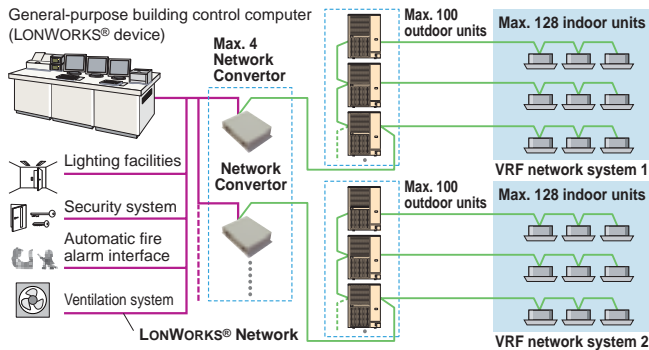 General-purpose building control computer
(LONWORKS® device)
Max. 4
Network
Convertor
Max. 100
outdoor units
Max. 128 indoor units
VRF network system 1
Lighting facilities
Security system
Automatic fire
alarm interface
Ventilation system
LONWORKS® Network
Network
Convertor
Max. 100
outdoor units
Max. 128 indoor units
VRF network system 2